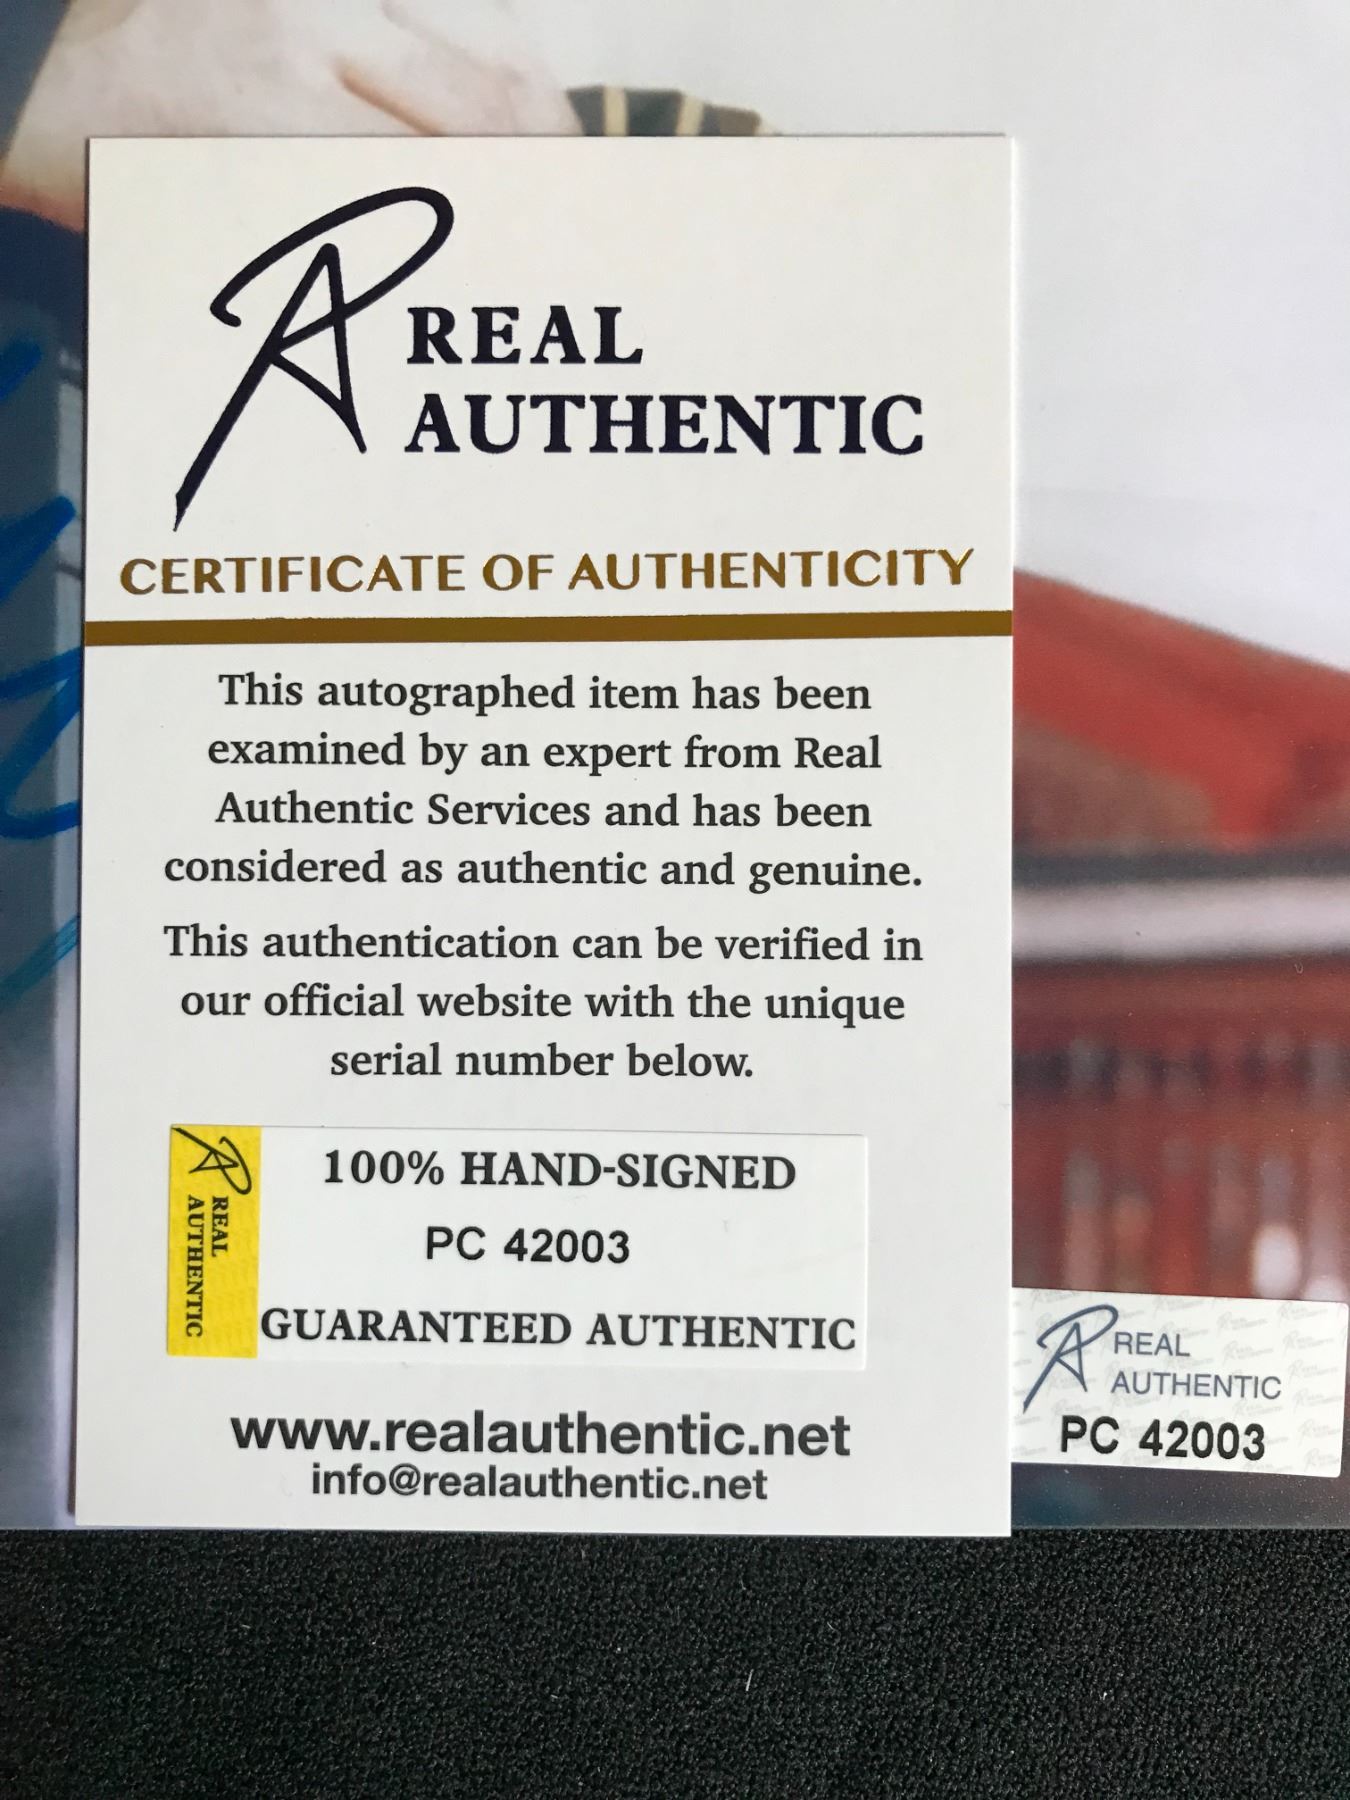 REAL
AUTHENTIC
CERTIFICATE OF AUTHENTICITY
This autographed item has been
examined by an expert from Real
Authentic Services and has been
considered as authentic and genuine.
This authentication can be verified in
our official website with the unique
serial number below.
REAL
AUTHENTIC
100% HAND-SIGNED
PC 42003
GUARANTEED AUTHENTIC
www.realauthentic.net
info@realauthentic.net
REAL
AUTHENTIC
PC 42003